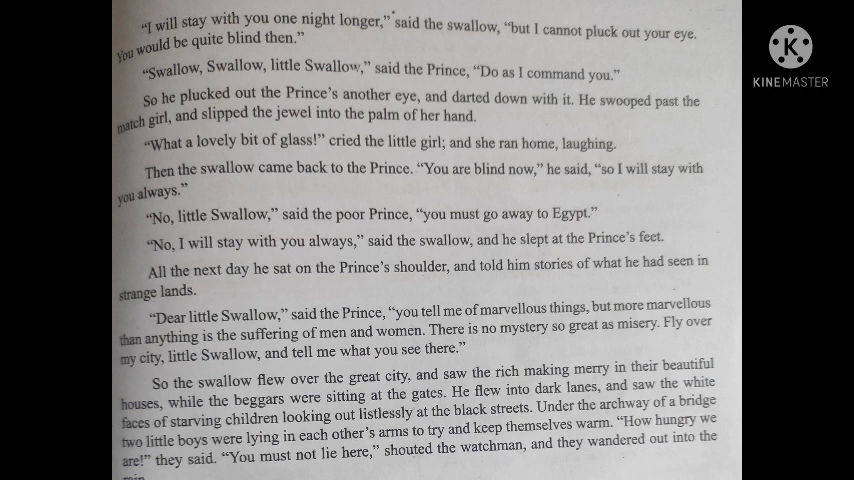 "I will stay with you one night longer," said the swallow, "but I cannot pluck out your eye.
You would be quite blind then."
"Swallow, Swallow, little Swallow," said the Prince, "Do as I command you."
So he plucked out the Prince's another eye, and darted down with it. He swooped past the
match girl, and slipped the jewel into the palm of her hand.
"What a lovely bit of glass!" cried the little girl; and she ran home, laughing.
Then the swallow came back to the Prince. "You are blind now," he said, "so I will stay with
you always."
"No, little Swallow," said the poor Prince, "you must go away to Egypt."
"No, I will stay with you always," said the swallow, and he slept at the Prince's feet.
All the next day he sat on the Prince's shoulder, and told him stories of what he had seen in
strange lands.
"Dear little Swallow," said the Prince, "you tell me of marvellous things, but more marvellous
than anything is the suffering of men and women. There is no mystery so great as misery. Fly over
my city, little Swallow, and tell me what you see there."
So the swallow flew over the great city, and saw the rich making merry in their beautiful
houses, while the beggars were sitting at the gates. He flew into dark lanes, and saw the white
faces of starving children looking out listlessly at the black streets. Under the archway of a bridge
two little boys were lying in each other's arms to try and keep themselves warm. "How hungry we
are!" they said. "You must not lie here," shouted the watchman, and they wandered out into the
K
KINEMASTER